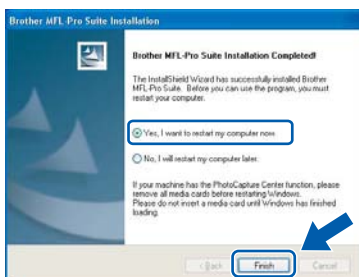 Brother MFL-Pro Suite Installation
Brother MFL-Pro Suite Installation Completed!
The InstallShield Wizard has successfully installed Brother
MFL-Pro Suite. Before you can use the program, you must
restart your computer.
Yes, I want to restart my computer now.
No, I will restart my computer later.
If your machine has the PhotoCapture Center function, please
remove all media cards before restarting Windows.
Please do not insert a media card until Windows has finished
loading.
< Back Finish Cancel